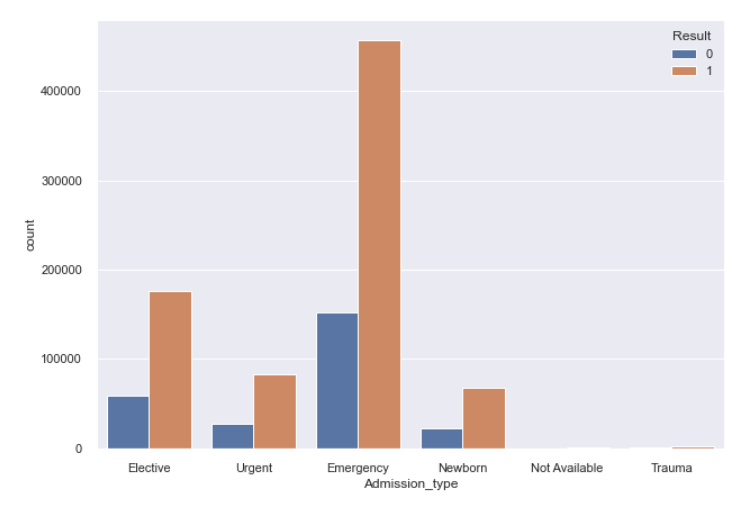 Result
0
1
400000
300000
200000
100000
0
count
Elective Urgent Emergency Newborn Not Available Trauma
Admission_type